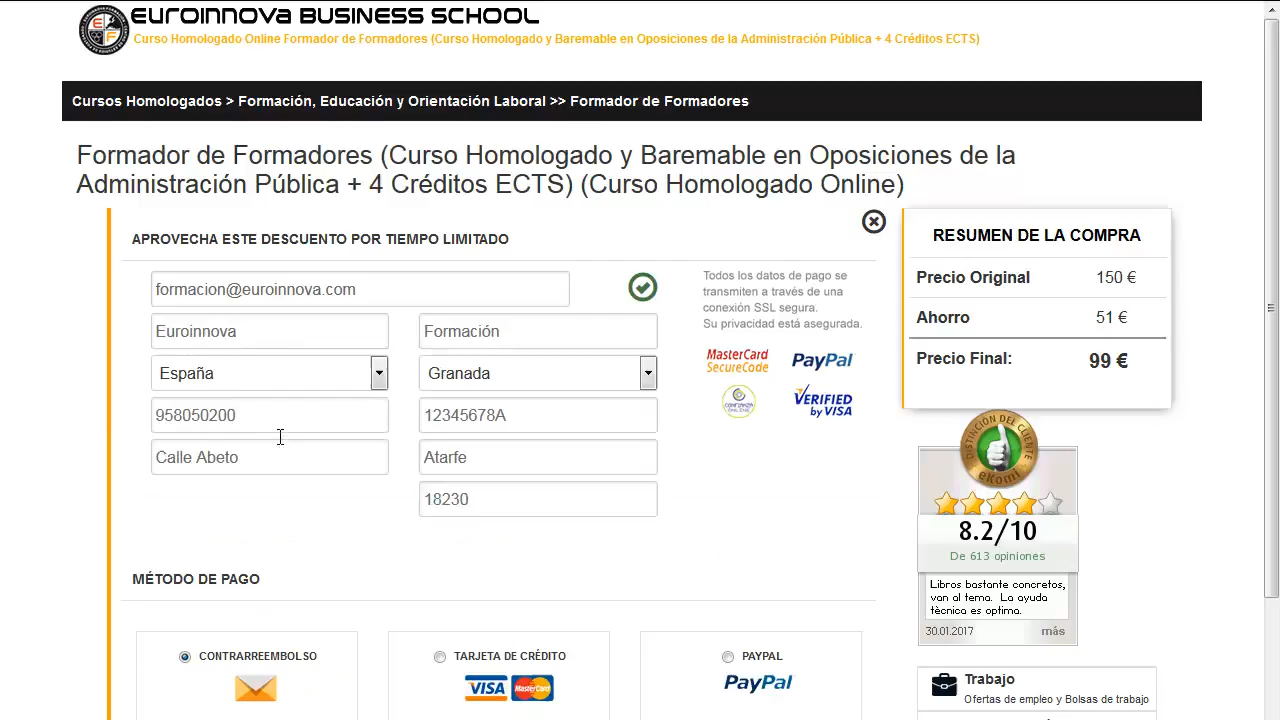 EUROINNOVA BUSINESS SCHOOL
Curso Homologado Online Formador de Formadores (Curso Homologado y Baremable en Oposiciones de la Administración Pública + 4 Créditos ECTS)
Cursos Homologados > Formación, Educación y Orientación Laboral >> Formador de Formadores
Formador de Formadores (Curso Homologado y Baremable en Oposiciones de la
Administración Pública + 4 Créditos ECTS) (Curso Homologado Online)
APROVECHA ESTE DESCUENTO POR TIEMPO LIMITADO
formacion@euroinnova.com
Euroinnova Formación
España Granada
958050200 12345678A
Calle Abeto Atarfe
18230
Todos los datos de pago se
transmiten a través de una
conexión SSL segura.
Su privacidad está asegurada.
MasterCard
SecureCode
PayPal
CONFIANZA
ONLINE
VERIFIED
by VISA
RESUMEN DE LA COMPRA
Precio Original 150 €
Ahorro 51 €
Precio Final: 99 €
DISTINCIÓN DEL CLIENTE
eKomi
8.2/10
De 613 opiniones
Libros bastante concretos,
van al tema. La ayuda
tècnica es optima.
30.01.2017 más
MÉTODO DE PAGO
CONTRARREEMBOLSO
TARJETA DE CRÉDITO
VISA MasterCard
PAYPAL
PayPal
Trabajo
Ofertas de empleo y Bolsas de trabajo